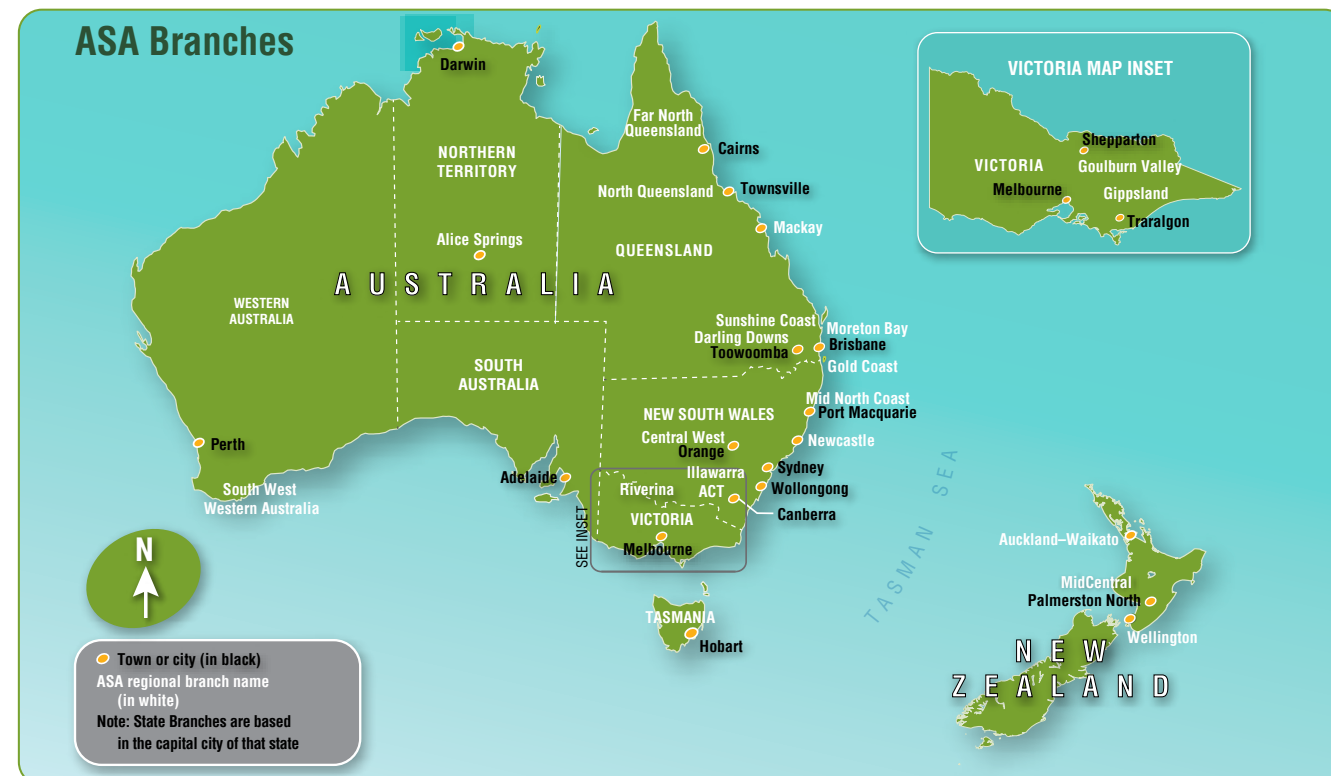 ASA Branches
Darwin
Far North
Queensland
Cairns
NORTHERN
TERRITORY
North Queensland
Townsville
Mackay
Alice Springs
QUEENSLAND
AUSTRALIA
WESTERN
AUSTRALIA
Sunshine Coast
Moreton Bay
Darling Downs
Brisbane
Toowoomba
Gold Coast
SOUTH
AUSTRALIA
Mid North Coast
NEW SOUTH WALES
Port Macquarie
Central West
Orange
Newcastle
Perth
Sydney
Illawarra
Adelaide
Riverina
ACT
Wollongong
South West
Western Australia
Canberra
VICTORIA
Melbourne
SEE INSET
TASMANIA
Hobart
TASMAN SEA
VICTORIA MAP INSET
Shepparton
VICTORIA
Goulburn Valley
Melbourne
Gippsland
Traralgon
Auckland–Waikato
MidCentral
Palmerston North
Wellington
NEW
ZEALAND
N
Town or city (in black)
ASA regional branch name
(in white)
Note: State Branches are based
in the capital city of that state